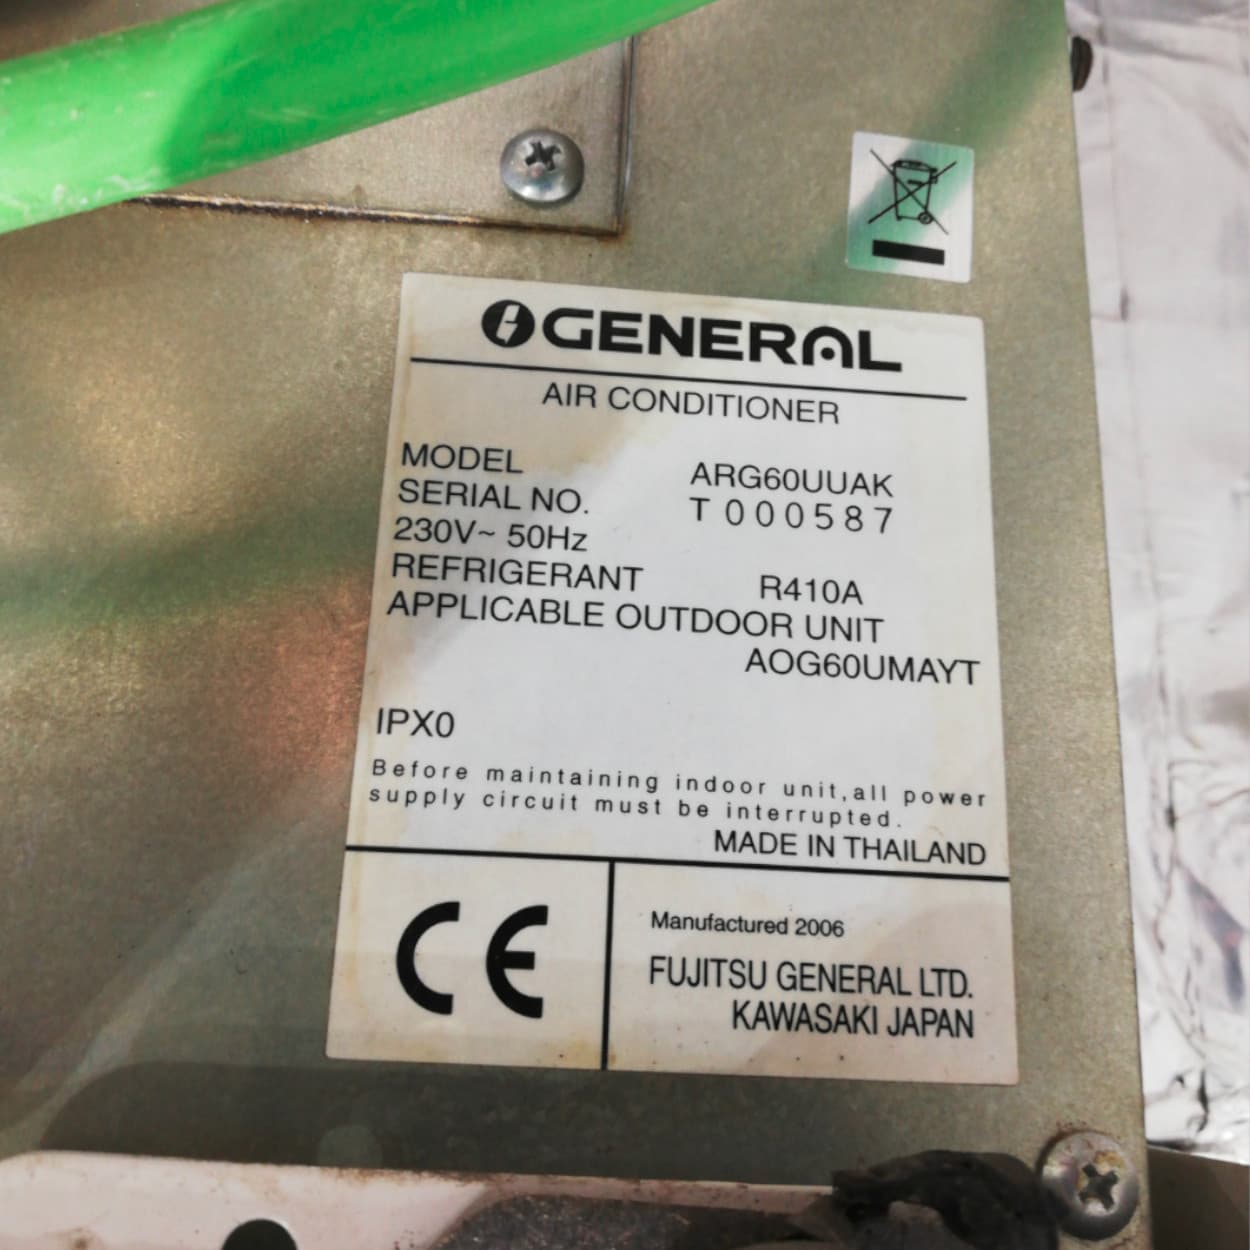 GENERAL
AIR CONDITIONER
MODEL ARG60UUAK
SERIAL NO. T000587
230V~ 50Hz
REFRIGERANT R410A
APPLICABLE OUTDOOR UNIT
AOG60UMAYT
IPX0
Before maintaining indoor unit,all power
supply circuit must be interrupted.
MADE IN THAILAND
CE
Manufactured 2006
FUJITSU GENERAL LTD.
KAWASAKI JAPAN